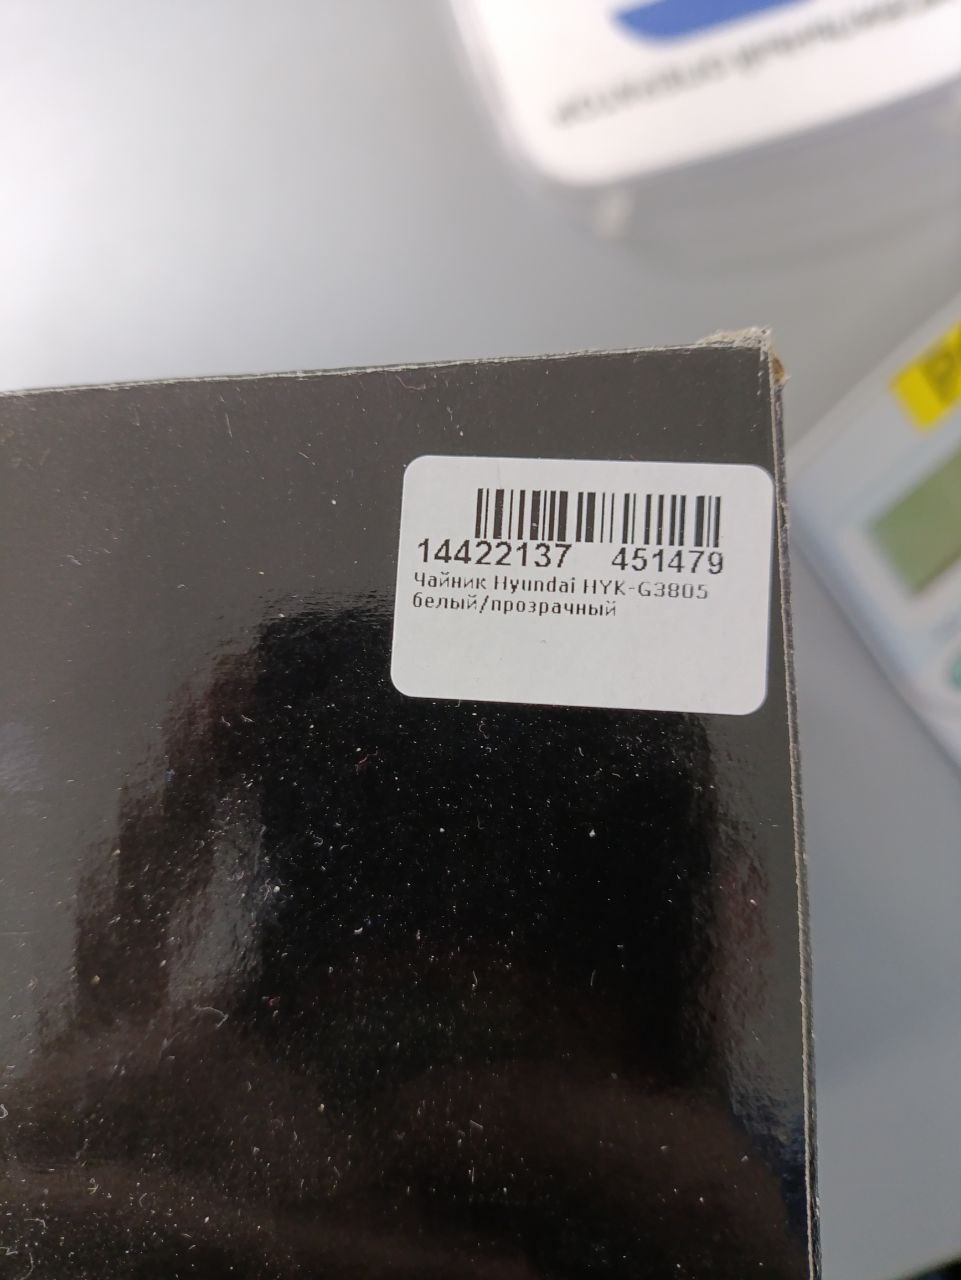 14422137 451479
Чайник Hyundai HYK-G3805
белый/прозрачный